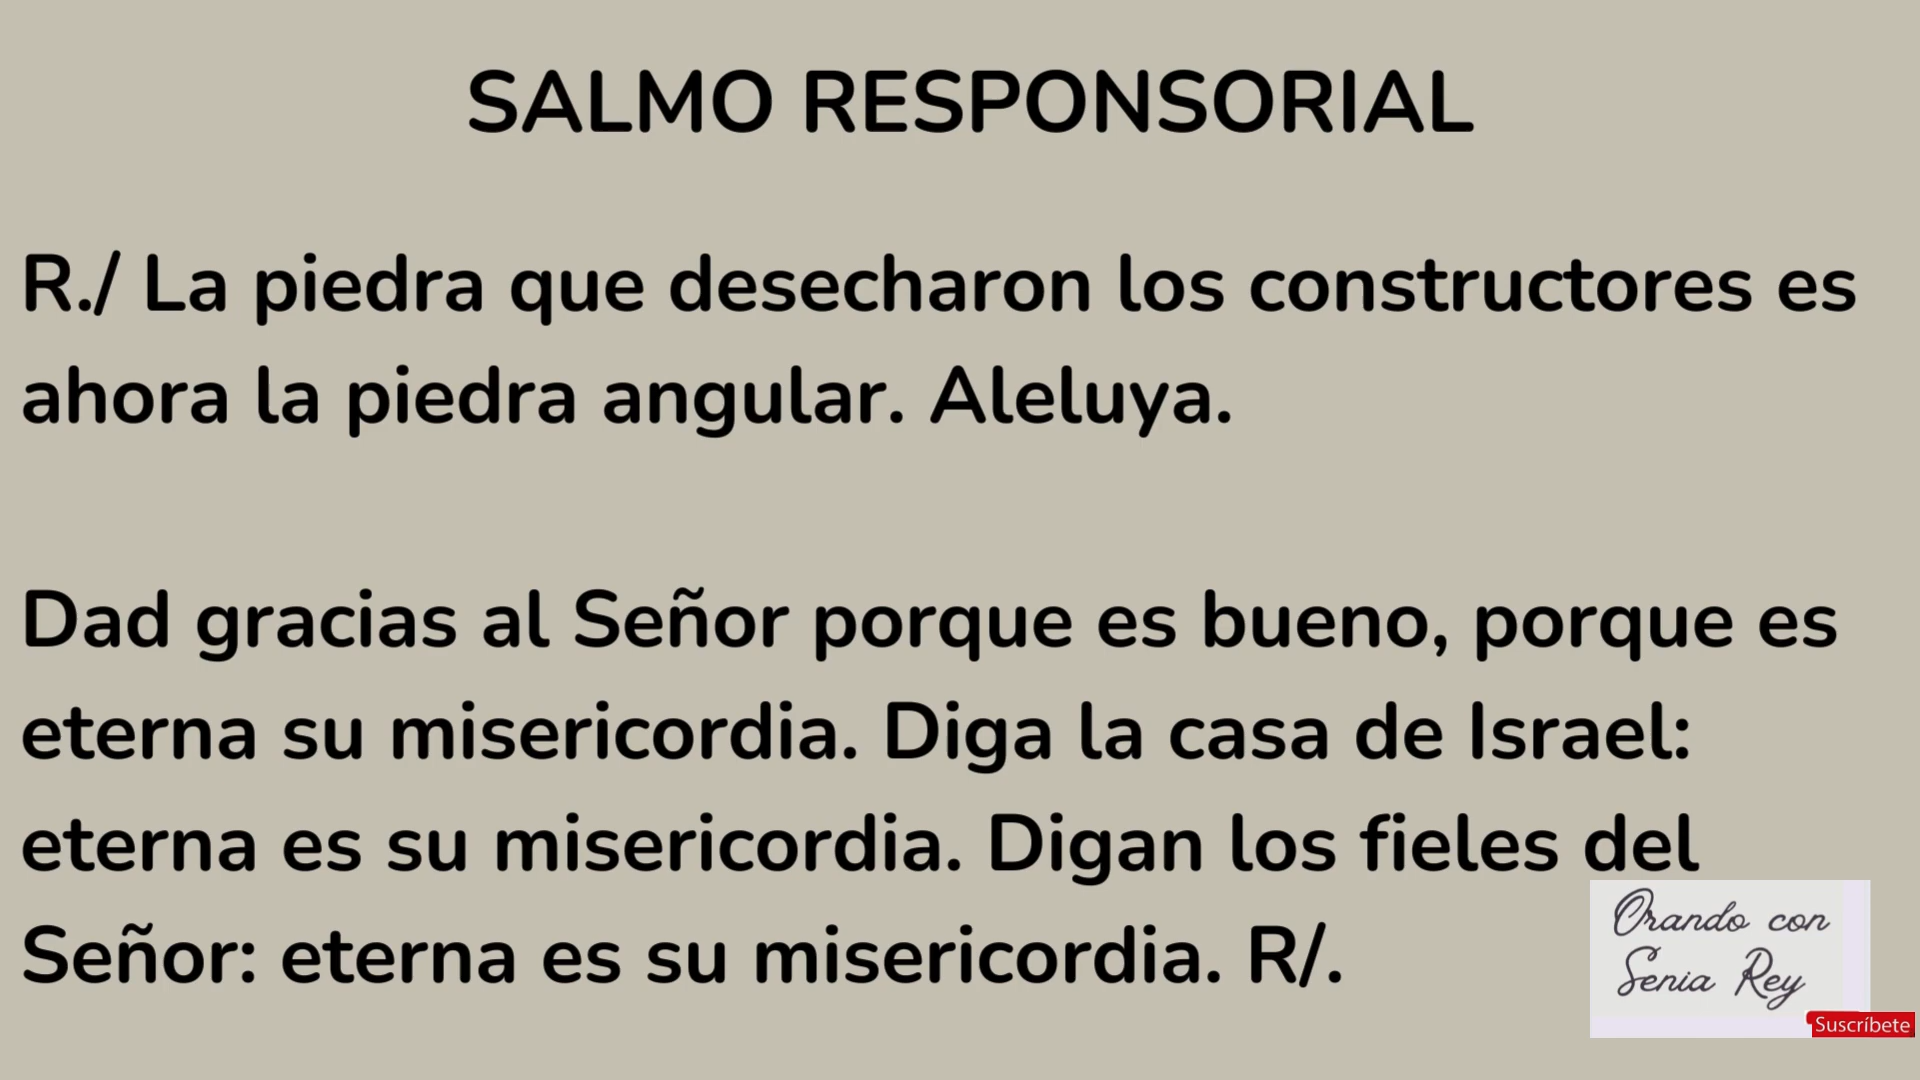 SALMO RESPONSORIAL
R./ La piedra que desecharon los constructores es
ahora la piedra angular. Aleluya.
Dad gracias al Señor porque es bueno, porque es
eterna su misericordia. Diga la casa de Israel:
eterna es su misericordia. Digan los fieles del
Señor: eterna es su misericordia. R/.
Orando con
Senia Rey
Suscríbete